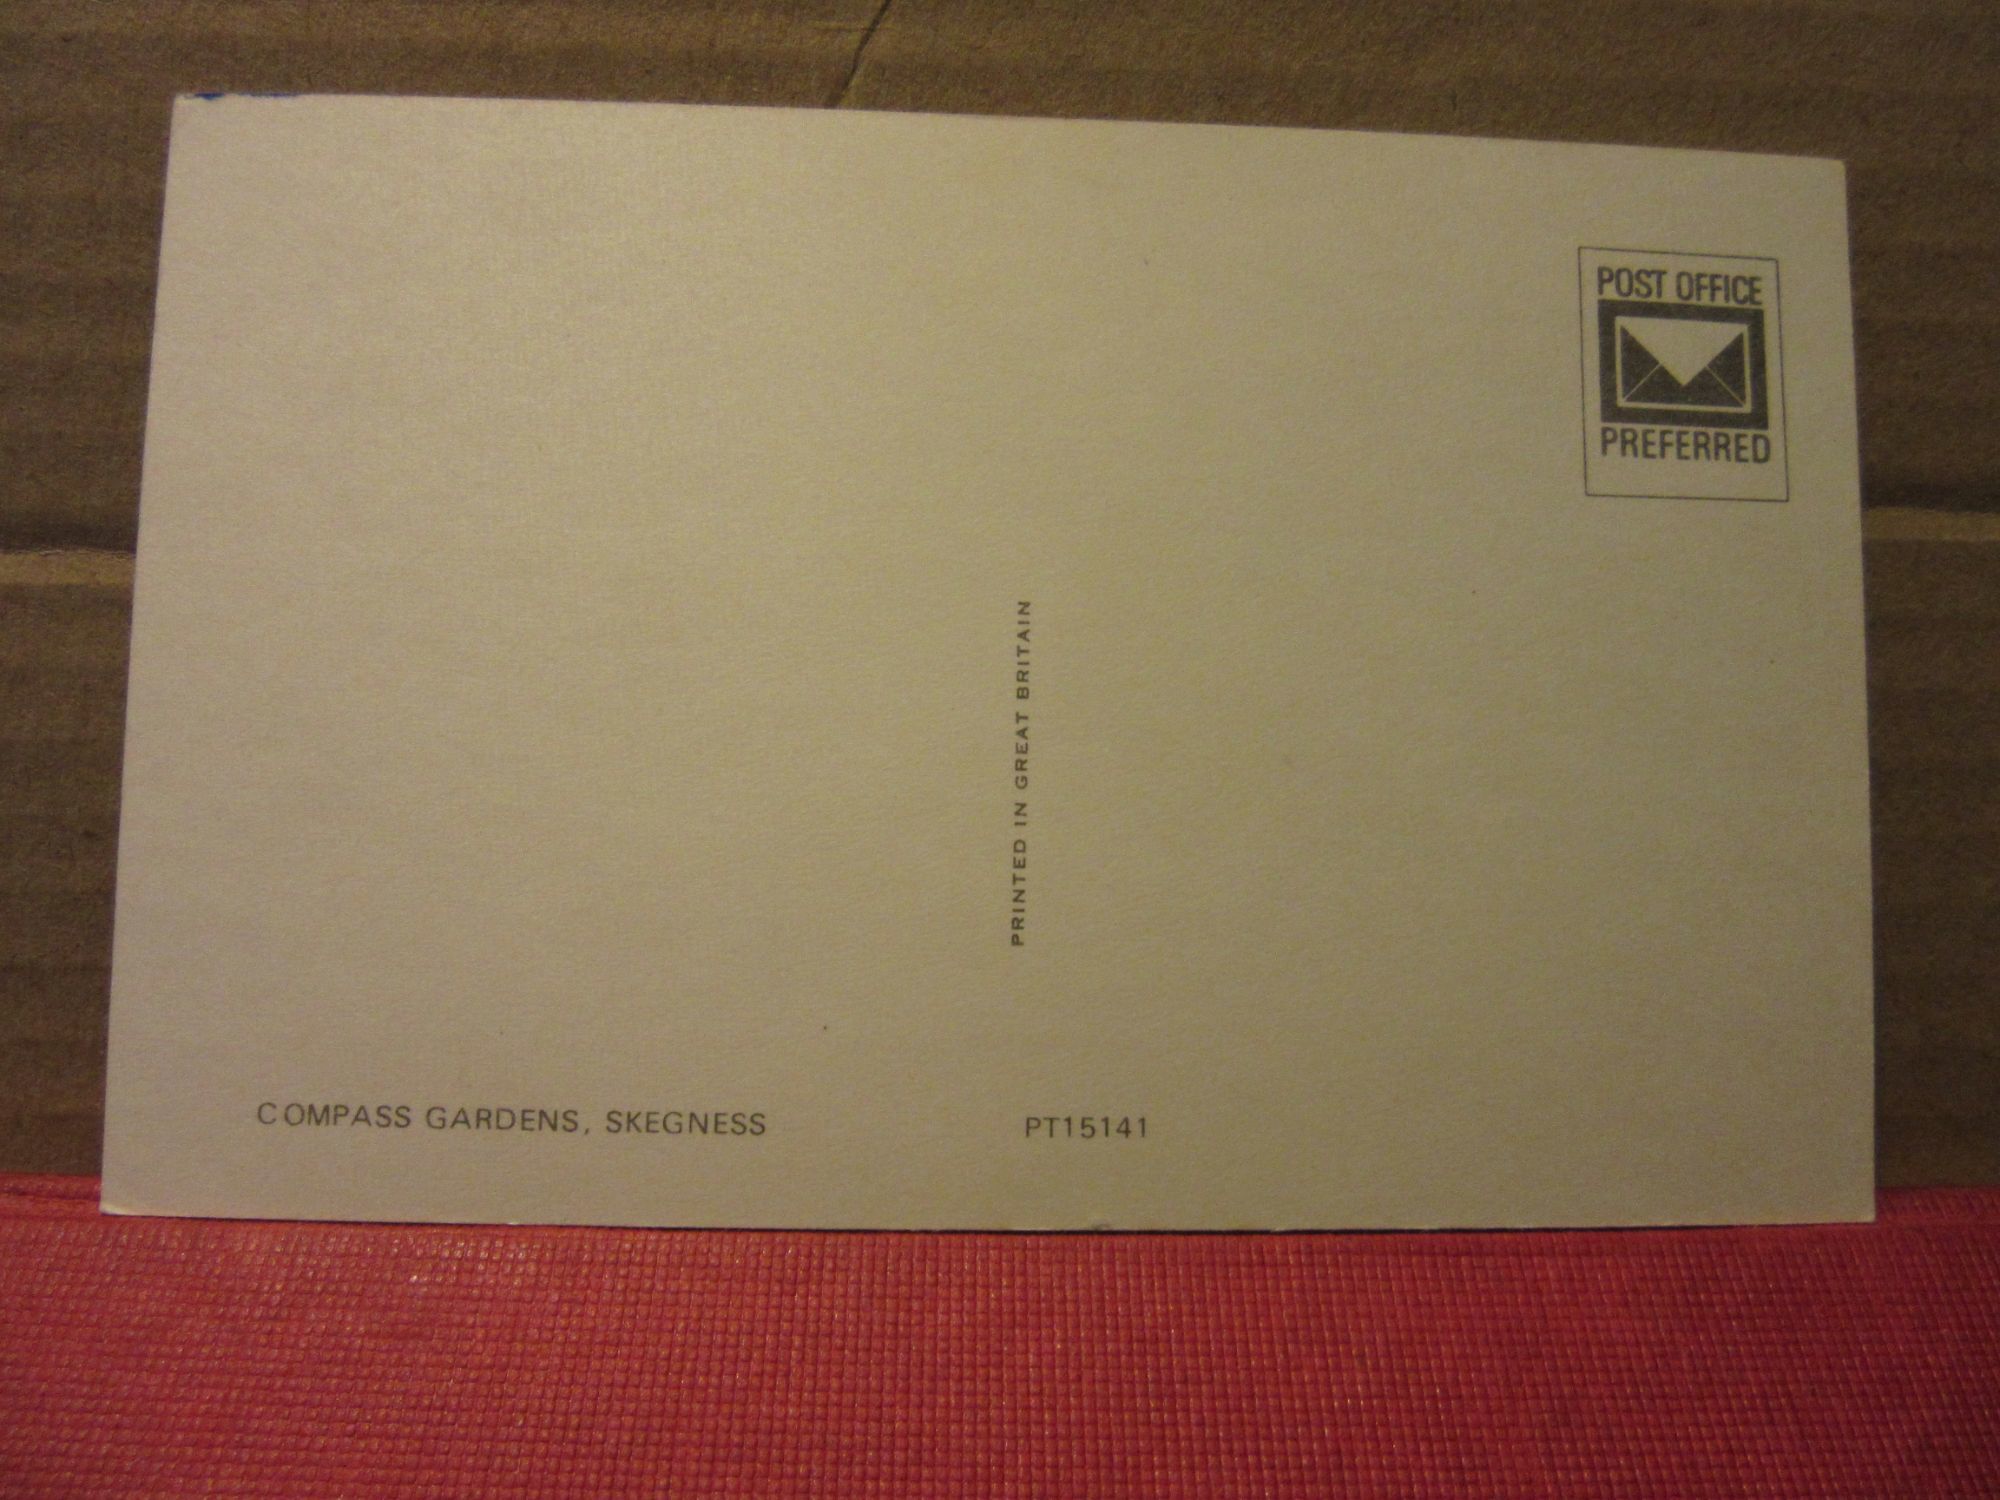 POST OFFICE
PREFERRED
PRINTED IN GREAT BRITAIN
COMPASS GARDENS, SKEGNESS
PT15141